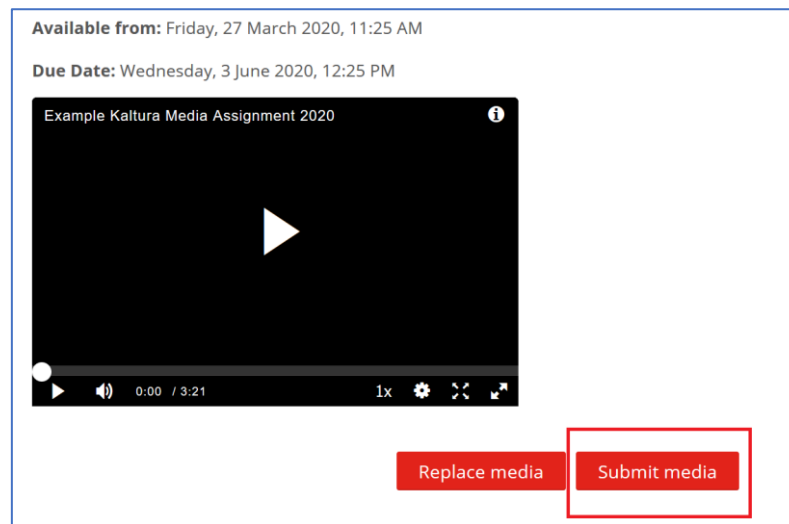 Available from: Friday, 27 March 2020, 11:25 AM
Due Date: Wednesday, 3 June 2020, 12:25 PM
Example Kaltura Media Assignment 2020
0:00 / 3:21
1x
Replace media
Submit media